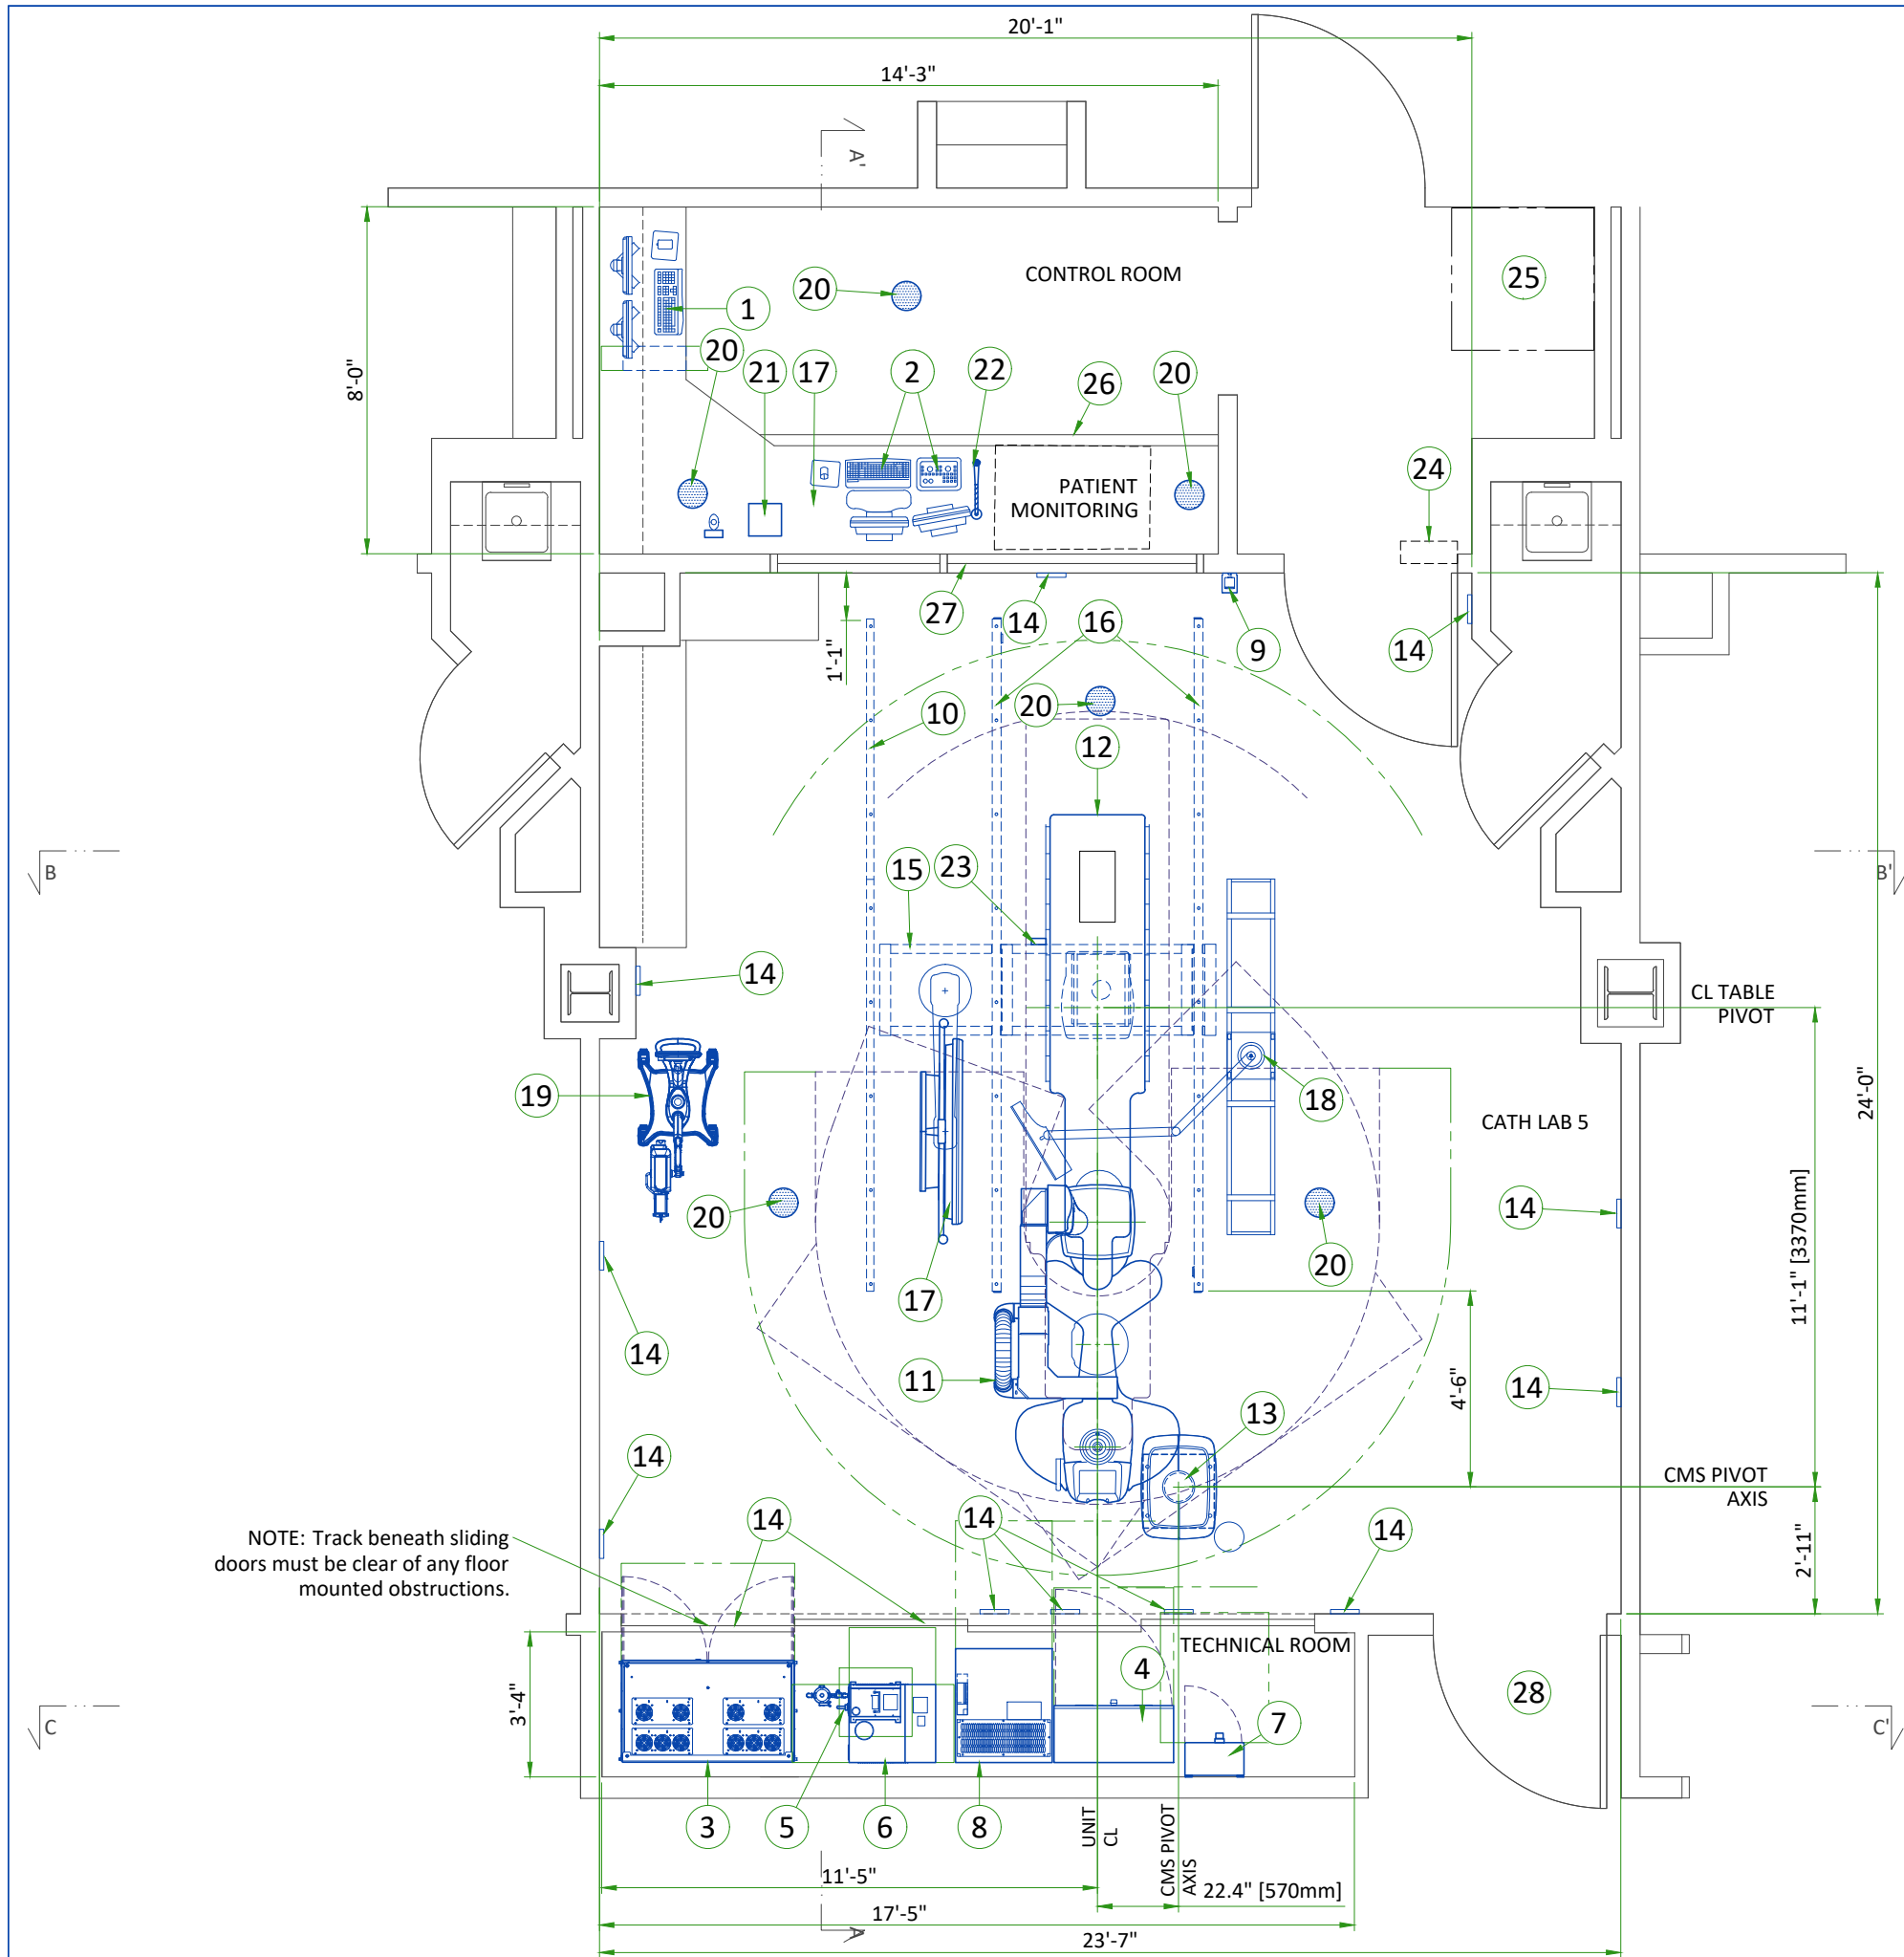 20'-1"
14'-3"
A'
CONTROL ROOM
25
20
1
20
21
17
2
22
26
20
24
8'-0"
PATIENT
MONITORING
27
14
16
9
14
1'-1"
10
20
12
B
B'
15
23
14
CL TABLE
PIVOT
19
18
24'-0"
CATH LAB 5
20
14
17
20
11'-1" [3370mm]
14
11
14
4'-6"
13
14
CMS PIVOT
AXIS
NOTE: Track beneath sliding
doors must be clear of any floor
mounted obstructions.
14
14
14
2'-11"
TECHNICAL ROOM
4
28
3'-4"
7
C
C'
3
5
6
8
UNIT
CL
CMS PIVOT
AXIS
11'-5"
22.4" [570mm]
17'-5"
A
23'-7"